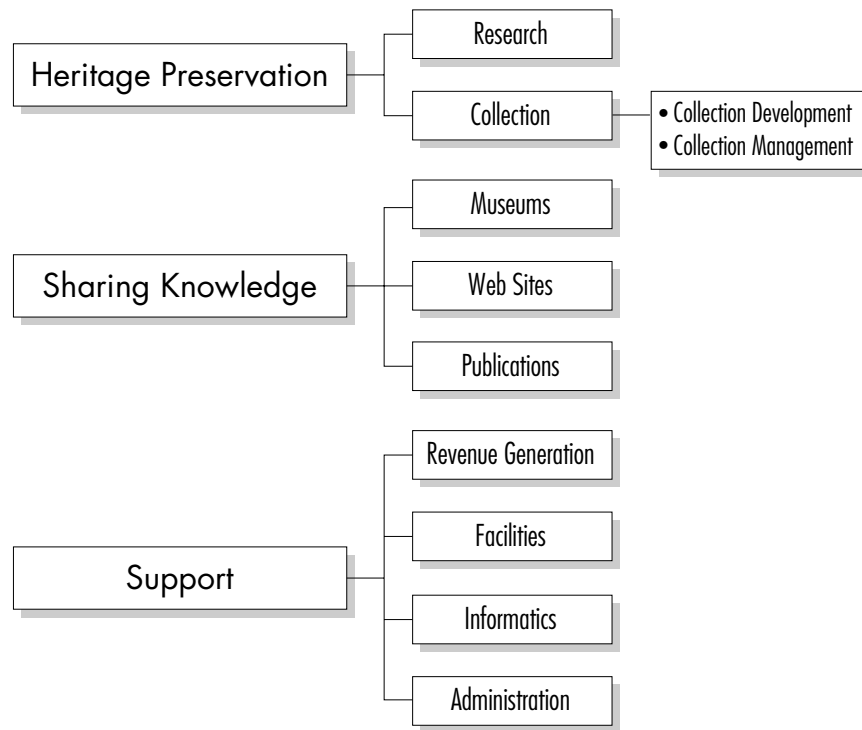 Heritage Preservation
Research
Collection
• Collection Development
• Collection Management
Sharing Knowledge
Museums
Web Sites
Publications
Support
Revenue Generation
Facilities
Informatics
Administration